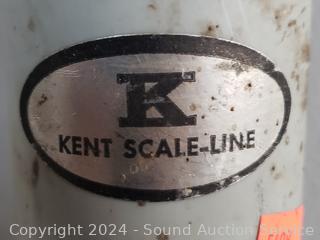 K
KENT SCALE-LINE
Copyright 2024 - Sound Auction Service